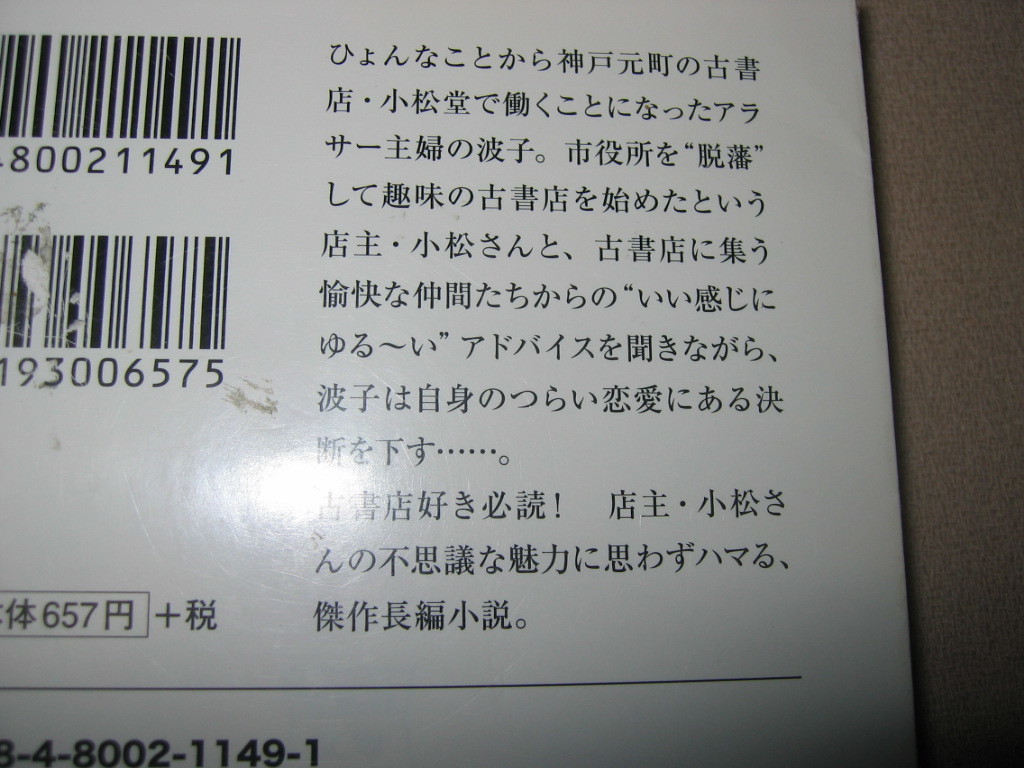 4800211491
193006575
本体657円+税
8-4-8002-1149-1
ひょんなことから神戸元町の古書
店・小松堂で働くことになったアラ
サー主婦の波子。市役所を“脱藩”
して趣味の古書店を始めたという
店主・小松さんと、古書店に集う
愉快な仲間たちからの“いい感じに
ゆる〜い”アドバイスを聞きながら、
波子は自身のつらい恋愛にある決
断を下す……。
古書店好き必読！　店主・小松さ
んの不思議な魅力に思わずハマる、
傑作長編小説。